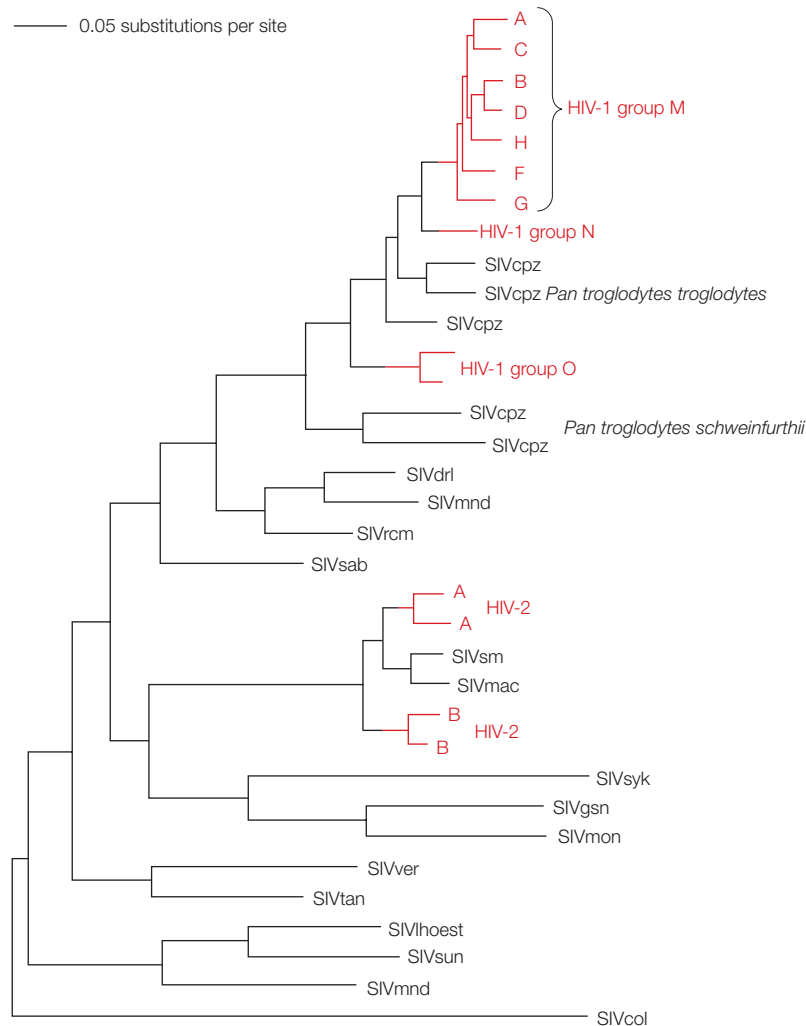 0.05 substitutions per site
A
C
B
HIV-1 group M
D
H
F
G
HIV-1 group N
SIVcpz
SIVcpz Pan troglodytes troglodytes
SIVcpz
HIV-1 group O
SIVcpz
Pan troglodytes schweinfurthii
SIVcpz
SIVdrl
SIVmnd
SIVrcm
SIVsab
A
HIV-2
A
SIVsm
SIVmac
B
HIV-2
B
SIVsyk
SIVgsn
SIVmon
SIVver
SIVtan
SIVlhoest
SIVsun
SIVmnd
SIVcol